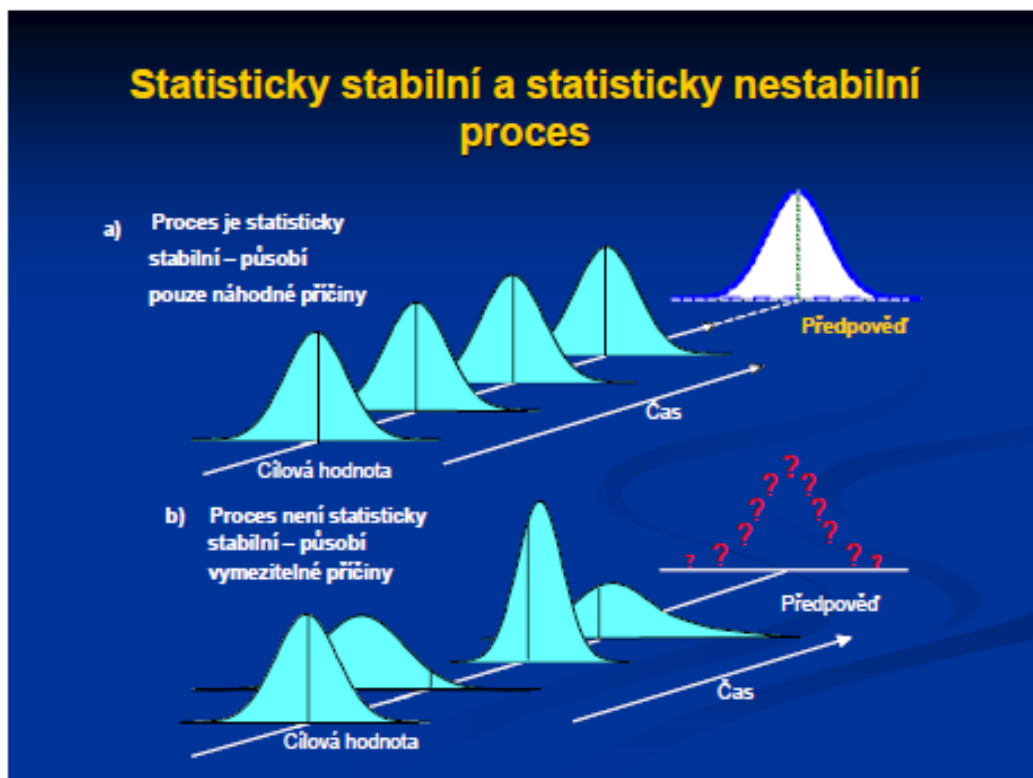 Statisticky stabilní a statisticky nestabilní
proces
a) Proces je statisticky
stabilní – působí
pouze náhodné příčiny
Předpověď
Čas
Cílová hodnota
b) Proces není statisticky
stabilní – působí
vymezitelné příčiny
? ? ? ? ? ? ? ? ? ? ?
Předpověď
Čas
Cílová hodnota